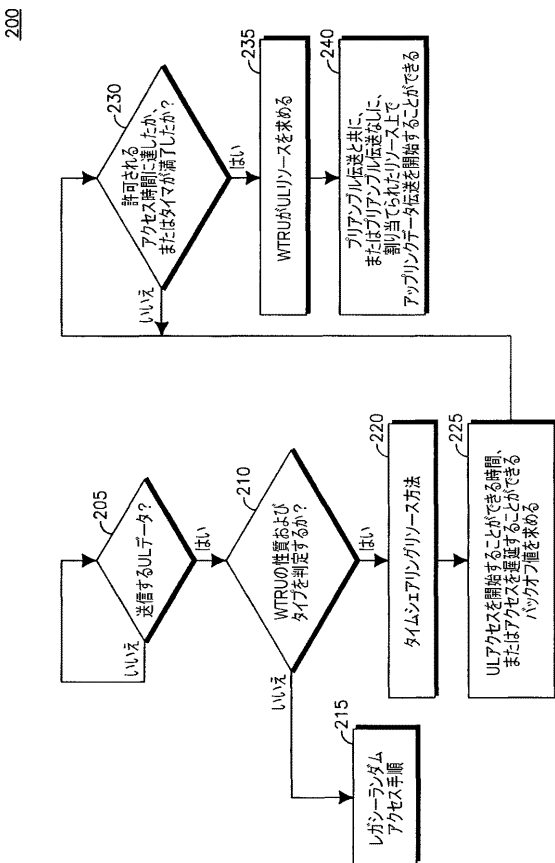 200
205
送信するULデータ?
いいえ
はい
210
WTRUの性質および
タイプを判定するか?
いいえ
はい
215
レガシーランダム
アクセス手順
220
タイムシェアリングリソース方法
225
ULアクセスを開始することができる時間、
またはアクセスを遅延することができる
バックオフ値を求める
230
許可される
アクセス時間に達したか、
またはタイマが満了したか?
いいえ
はい
235
WTRUがULリソースを求める
240
プリアンブル伝送と共に、
またはプリアンブル伝送なしに、
割り当てられたリソース上で
アップリンクデータ伝送を開始することができる